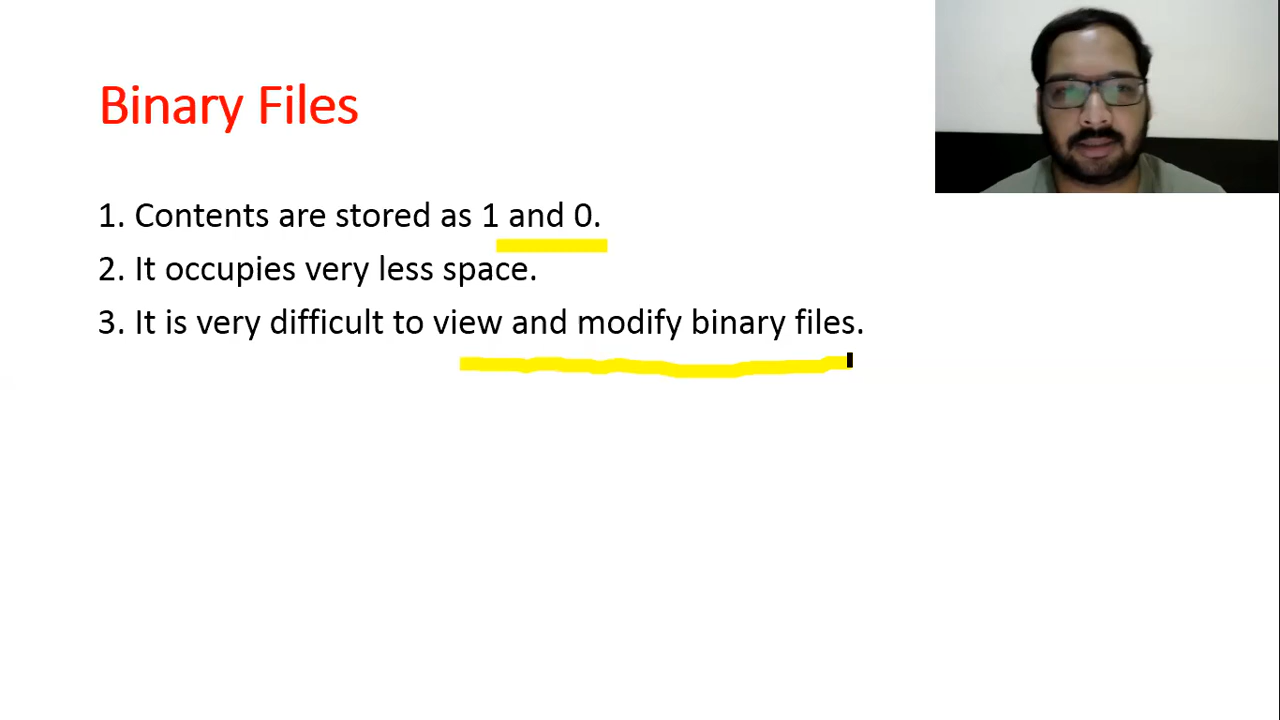 Binary Files
1. Contents are stored as 1 and 0.
2. It occupies very less space.
3. It is very difficult to view and modify binary files.